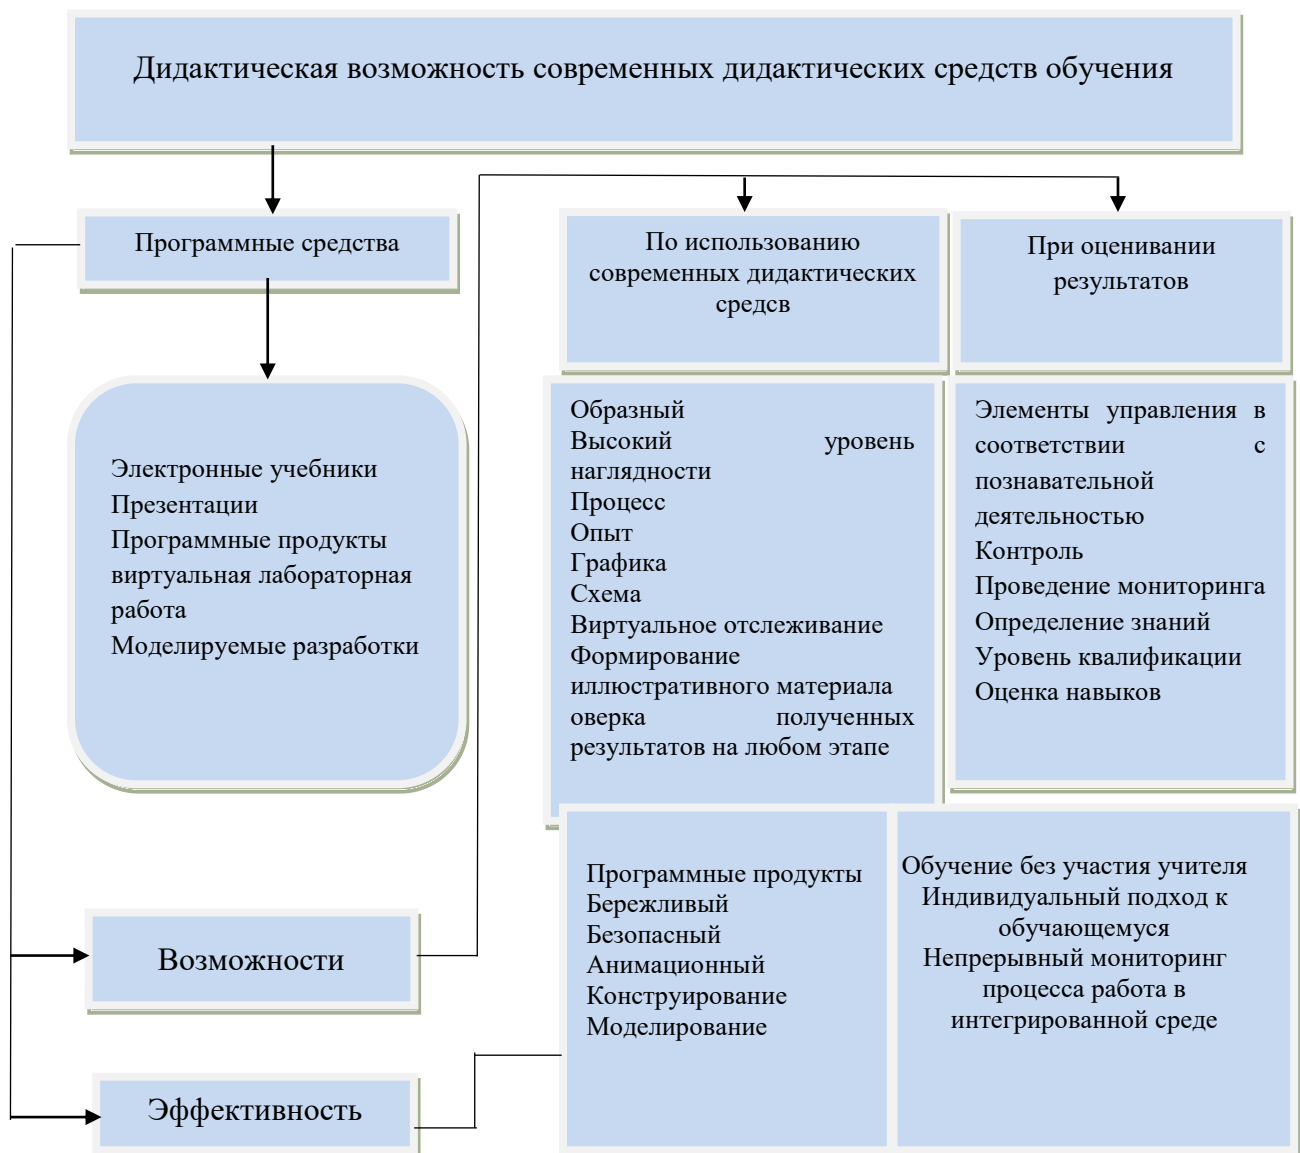 Дидактическая возможность современных дидактических средств обучения
Программные средства
По использованию
современных дидактических
средсв
При оценивании
результатов
Электронные учебники
Презентации
Программные продукты
виртуальная лабораторная
работа
Моделируемые разработки
Образный
Высокий уровень
наглядности
Процесс
Опыт
Графика
Схема
Виртуальное отслеживание
Формирование
иллюстративного материала
оверка полученных
результатов на любом этапе
Элементы управления в
соответствии с
познавательной
деятельностью
Контроль
Проведение мониторинга
Определение знаний
Уровень квалификации
Оценка навыков
Возможности
Эффективность
Программные продукты
Бережливый
Безопасный
Анимационный
Конструирование
Моделирование
Обучение без участия учителя
Индивидуальный подход к
обучающемуся
Непрерывный мониторинг
процесса работа в
интегрированной среде